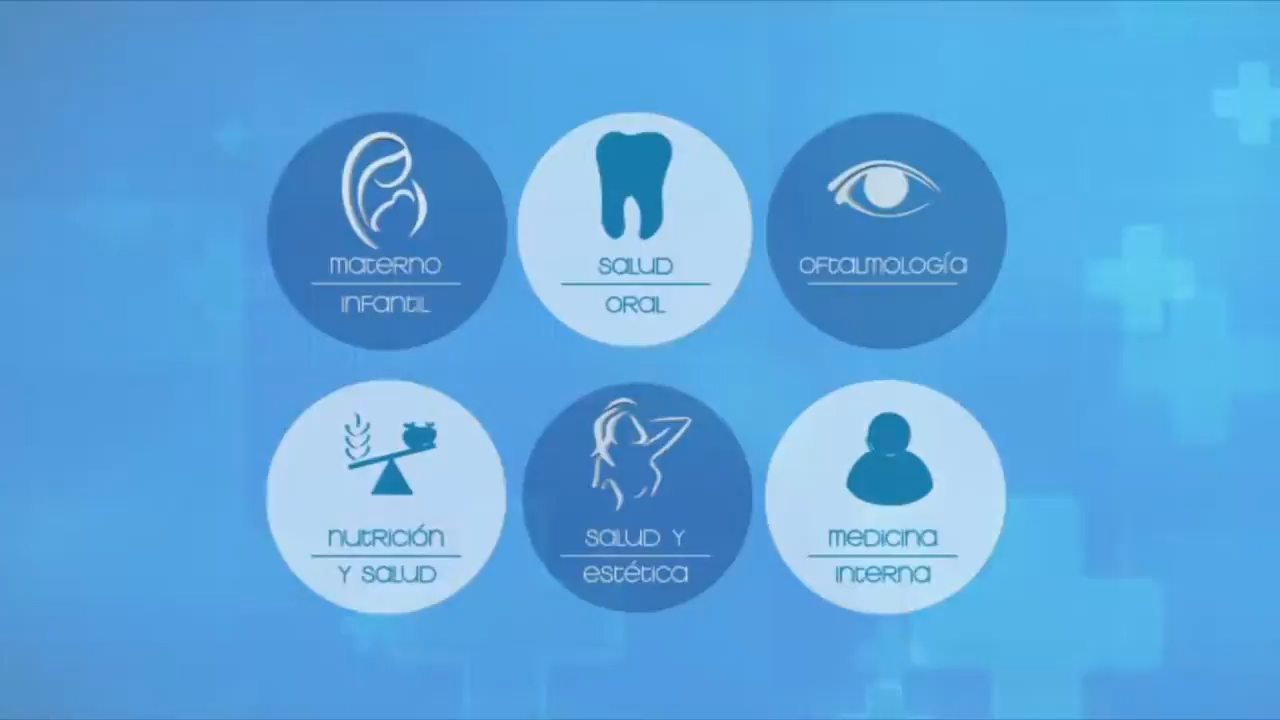 materno
infantil
salud
oral
oftalmología
nutrición
y salud
salud y
estética
medicina
interna